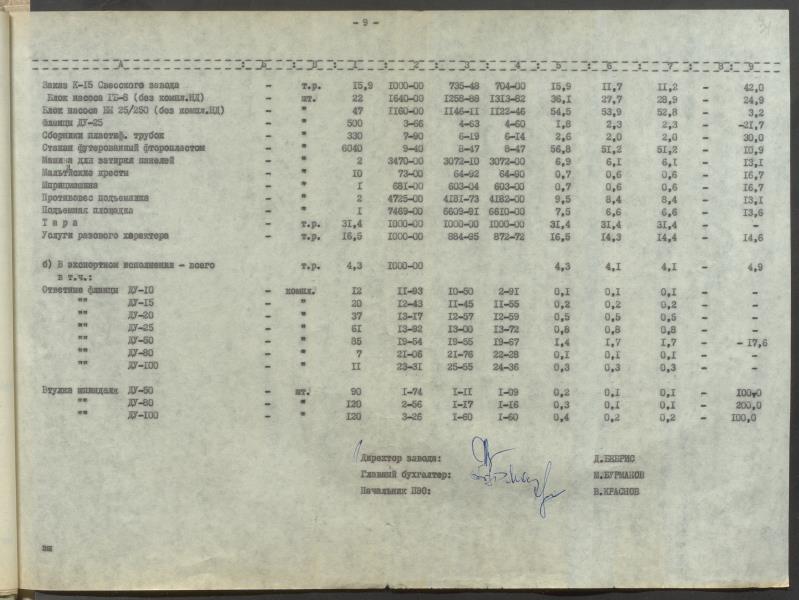 - 9 -
А : Б : В : 1 : 2 : 3 : 4 : 5 : 6 : 7 : 8 : 9
Заказ К-15 Свесского завода - т.р. 15,9 1000-00 735-48 704-00 15,9 11,7 11,2 - 42,0
Блок насоса 1Б-8 (без компл.НД) - шт. 22 1640-00 1258-88 1313-82 36,1 27,7 28,9 - 24,9
Блок насоса БН 25/250 (без компл.НД) - " 47 1160-00 1146-11 1122-46 54,5 53,9 52,8 3,2
Фланцы ДУ-25 - " 500 3-66 4-63 4-60 1,8 2,3 2,3 - -21,7
Сборники пластиф. трубок - " 330 7-90 6-19 6-14 2,6 2,0 2,0 - 30,0
Стакан футерованный фторопластом - " 6040 9-40 8-47 8-47 56,8 51,2 51,2 - 10,9
Машина для затирки панелей - " 2 3470-00 3072-10 3072-00 6,9 6,1 6,1 - 13,1
Мальтийские кресты - " 10 73-00 64-92 64-90 0,7 0,6 0,6 - 16,7
Шприцмашина - " 1 681-00 603-04 603-00 0,7 0,6 0,6 - 16,7
Противовес подъемника - " 2 4725-00 4181-73 4182-00 9,5 8,4 8,4 - 13,1
Подъемная площадка - " 1 7469-00 6609-91 6610-00 7,5 6,6 6,6 - 13,6
Т а р а - т.р. 31,4 1000-00 1000-00 1000-00 31,4 31,4 31,4 - -
Услуги разового характера - т.р. 16,5 1000-00 884-85 872-72 16,5 14,3 14,4 - 14,6
б) В экспортном исполнении - всего т.р. 4,3 1000-00 4,3 4,1 4,1 - 4,9
в т.ч.:
Ответные фланцы ДУ-10 - компл. 12 11-93 10-50 2-91 0,1 0,1 0,1 - -
"" ДУ-15 - " 20 12-43 11-45 11-55 0,2 0,2 0,2 - -
"" ДУ-20 - " 37 13-17 12-57 12-59 0,5 0,5 0,5 - -
"" ДУ-25 - " 61 13-92 13-00 13-72 0,8 0,8 0,8 - -
"" ДУ-50 - " 85 19-54 19-55 19-67 1,4 1,7 1,7 - - 17,6
"" ДУ-80 - " 7 21-06 21-76 22-28 0,1 0,1 0,1 - -
"" ДУ-100 - " 11 23-31 25-55 24-36 0,3 0,3 0,3 - -
Втулка шпинделя ДУ-50 - шт. 90 1-74 1-11 1-09 0,2 0,1 0,1 - 100,0
"" ДУ-80 - " 120 2-56 1-17 1-16 0,3 0,1 0,1 - 200,0
"" ДУ-100 - " 120 3-26 1-60 1-60 0,4 0,2 0,2 - 100,0
Директор завода: Д.БЕБРИС
Главный бухгалтер: М.БУРМАКОВ
Начальник ПЭО: В.КРАСНОВ